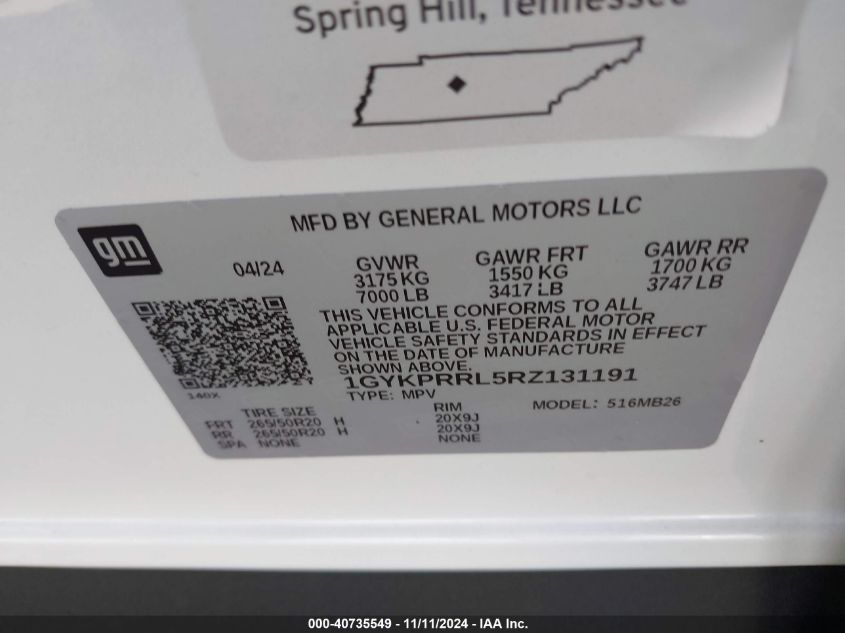 Spring Hill, Tennessee
gm
MFD BY GENERAL MOTORS LLC
04/24
GVWR
3175 KG
7000 LB
GAWR FRT
1550 KG
3417 LB
GAWR RR
1700 KG
3747 LB
THIS VEHICLE CONFORMS TO ALL
APPLICABLE U.S. FEDERAL MOTOR
VEHICLE SAFETY STANDARDS IN EFFECT
ON THE DATE OF MANUFACTURE
SHOWN ABOVE.
1GYKPRRL5RZ131191
TYPE: MPV
MODEL: 516MB26
140X
TIRE SIZE
RIM
FRT 265/50R20 H 20X9J
RR 265/50R20 H 20X9J
SPA NONE NONE
000-40735549 - 11/11/2024 - IAA Inc.